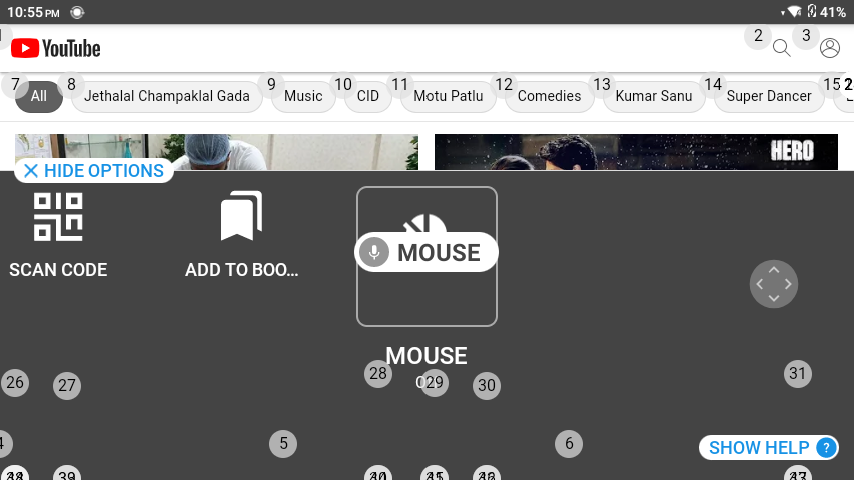 10:55 PM 41%
YouTube 2 3
7 8 9 10 11 12 13 14 15
All Jethalal Champaklal Gada Music CID Motu Patlu Comedies Kumar Sanu Super Dancer
HERO
HIDE OPTIONS
MOUSE
SCAN CODE ADD TO BOO...
MOUSE
26 27 28 29 30 31
5 6
SHOW HELP ?